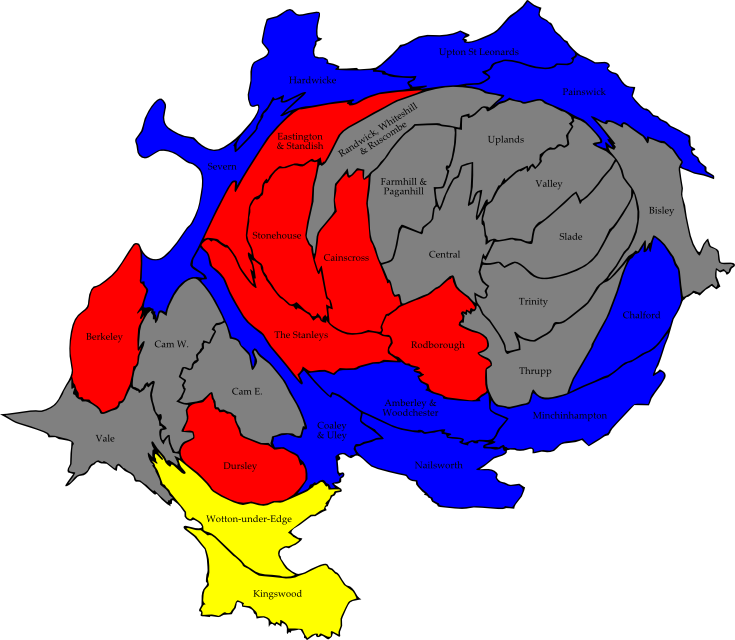 Upton St Leonards
Hardwicke
Painswick
Randwick, Whiteshill
& Ruscombe
Eastington
& Standish
Uplands
Severn
Farmhill &
Paganhill
Valley
Bisley
Stonehouse
Slade
Cainscross
Central
Trinity
Chalford
Berkeley
The Stanleys
Cam W.
Rodborough
Thrupp
Cam E.
Amberley &
Woodchester
Minchinhampton
Coaley
& Uley
Vale
Dursley
Nailsworth
Wotton-under-Edge
Kingswood